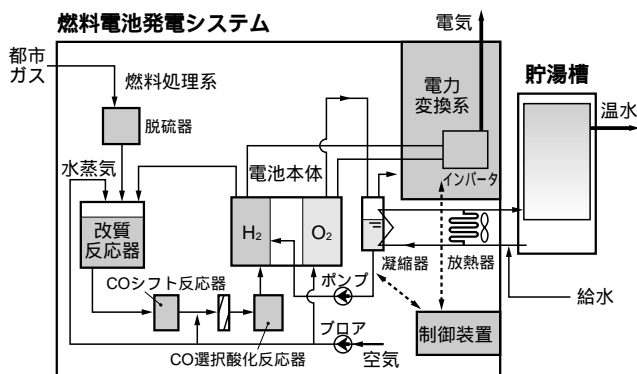 燃料電池発電システム
電気
都市
ガス
燃料処理系
脱硫器
電力
変換系
貯湯槽
温水
水蒸気
電池本体
インバータ
改質
反応器
H₂
O₂
凝縮器
放熱器
COシフト反応器
ポンプ
給水
ブロア
制御装置
CO選択酸化反応器
空気